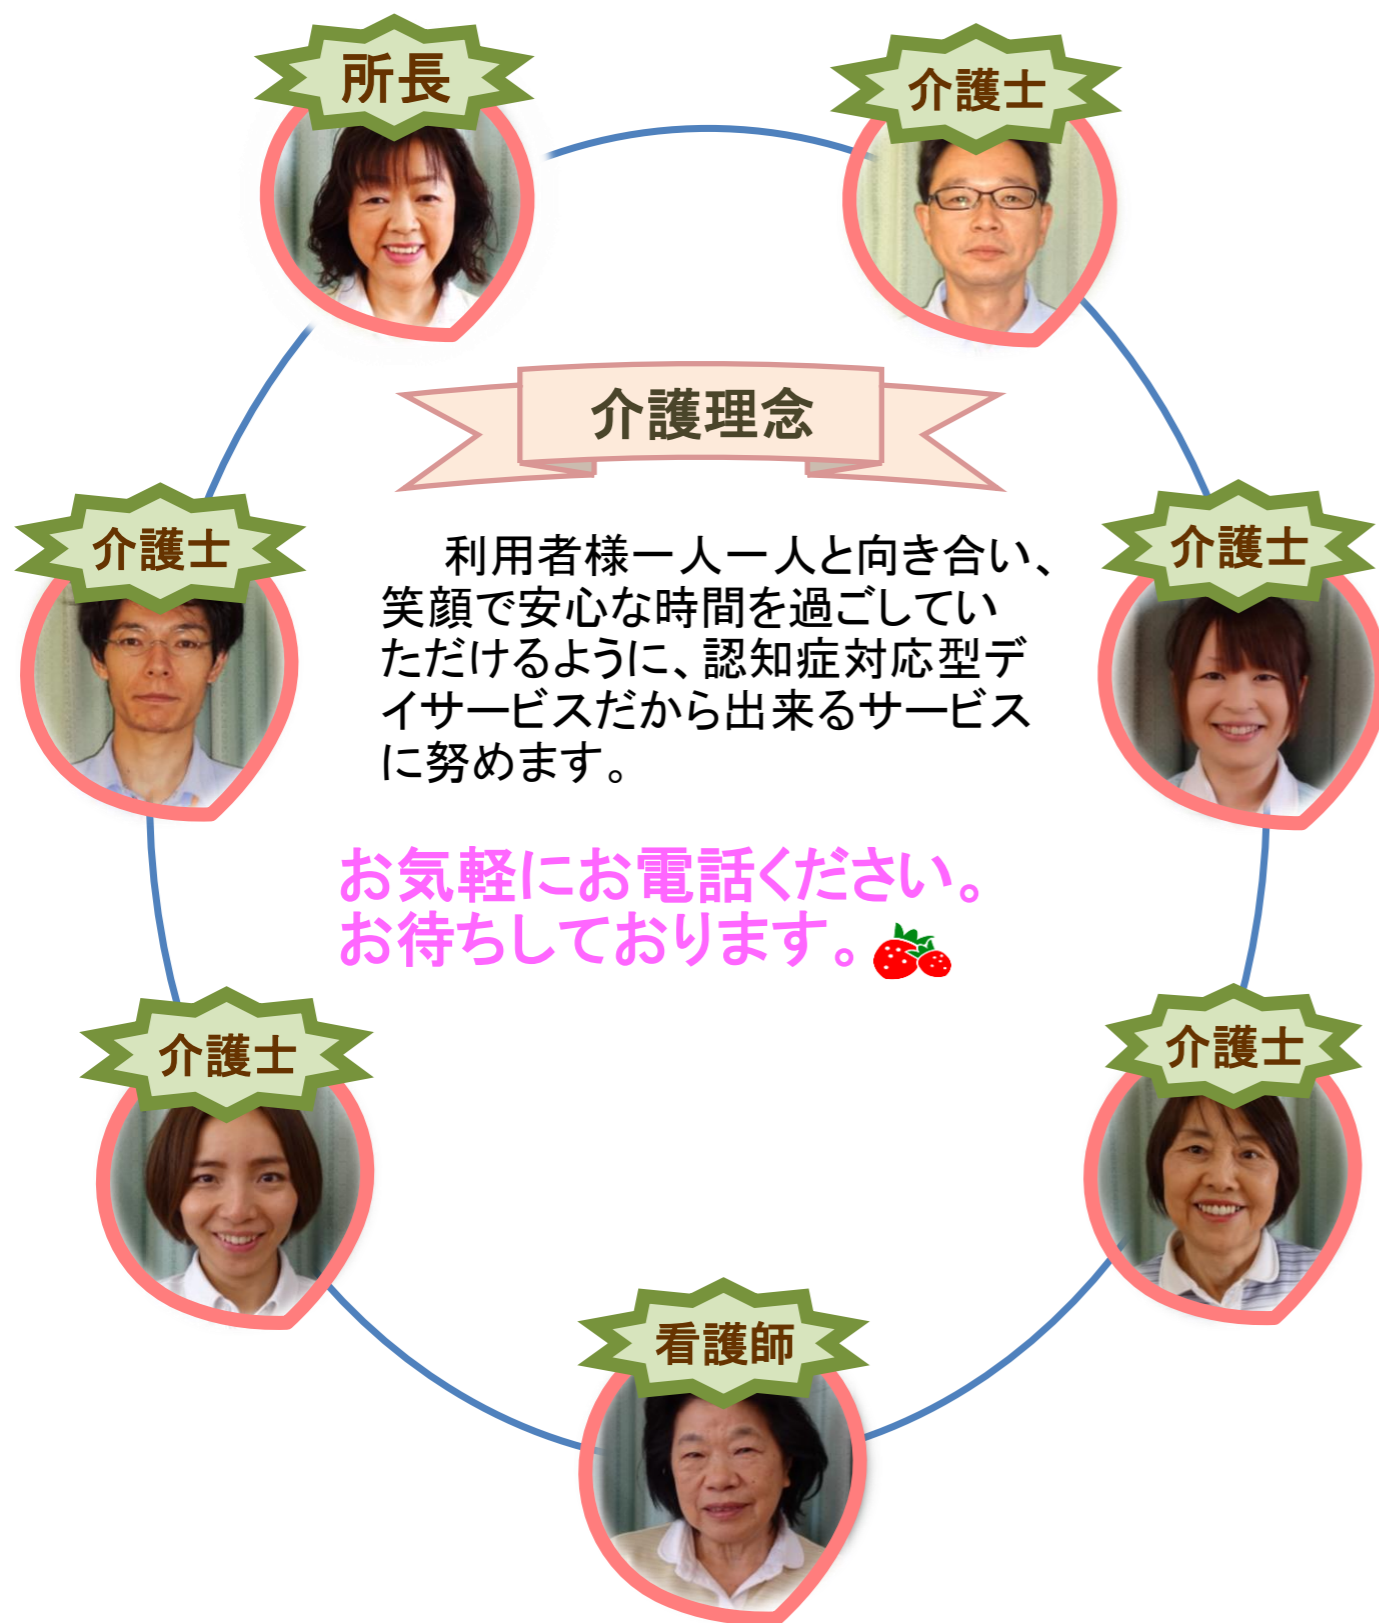 所長
介護士
介護理念
介護士
介護士
利用者様一人一人と向き合い、
笑顔で安心な時間を過ごしてい
ただけるように、認知症対応型デ
イサービスだから出来るサービス
に努めます。
お気軽にお電話ください。
お待ちしております。
介護士
介護士
看護師